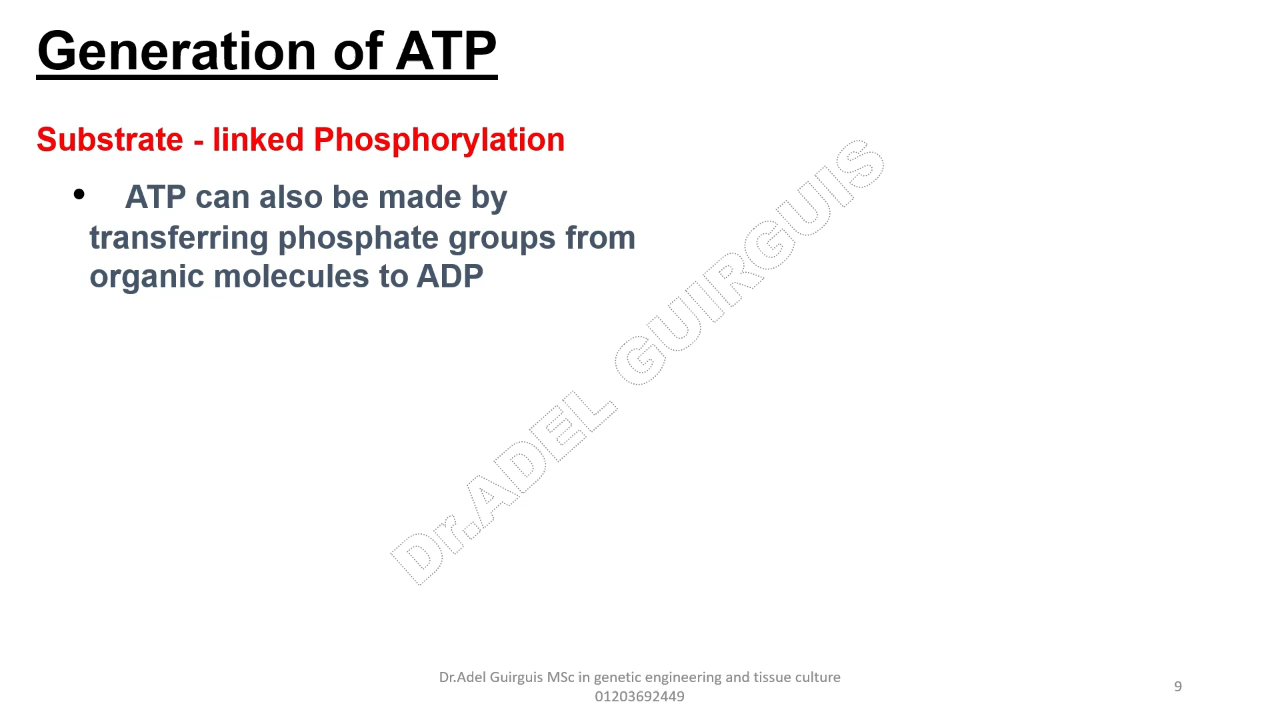 Generation of ATP
Substrate - linked Phosphorylation
• ATP can also be made by
transferring phosphate groups from
organic molecules to ADP
Dr.ADEL GUIRGUIS
Dr.Adel Guirguis MSc in genetic engineering and tissue culture
01203692449
9